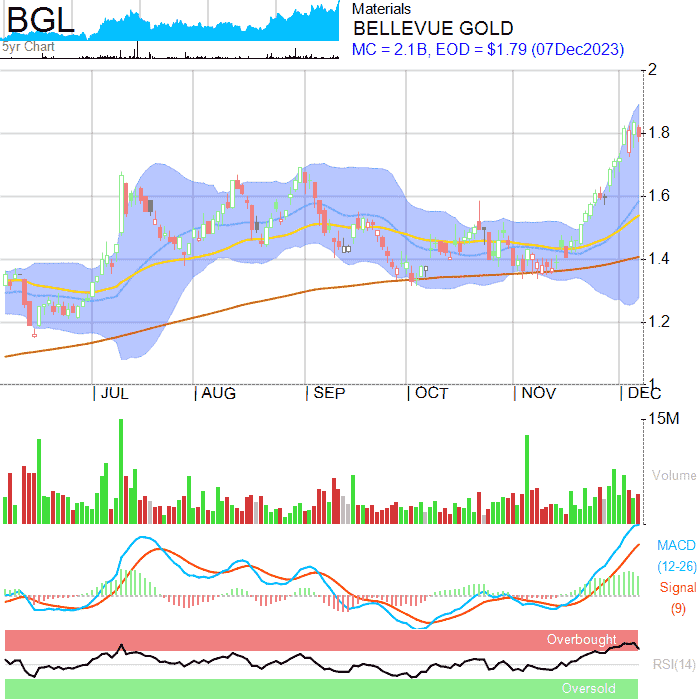 BGL
5yr Chart
Materials
BELLEVUE GOLD
MC = 2.1B, EOD = $1.79 (07Dec2023)
2
1.8
1.6
1.4
1.2
1
JUL AUG SEP OCT NOV DEC
15M
Volume
MACD
(12-26)
Signal
(9)
Overbought
RSI(14)
Oversold